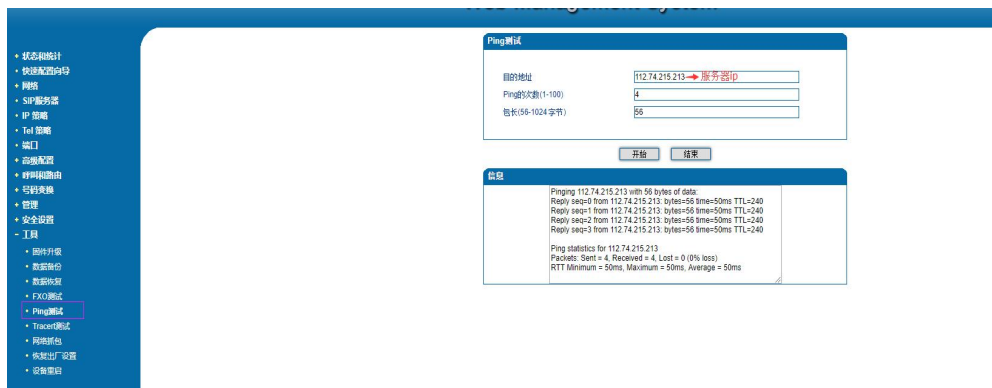 Web Management System
+ 状态和统计
• 快速配置向导
+ 网络
• SIP服务器
• IP 策略
• Tel 策略
• 端口
+ 高级配置
+ 呼叫和路由
+ 号码变换
+ 管理
+ 安全设置
- 工具
• 固件升级
• 数据备份
• 数据恢复
• FXO测试
• Ping测试
• Tracert测试
• 网络抓包
• 恢复出厂设置
• 设备重启
Ping测试
目的地址 112.74.215.213 服务器ip
Ping的次数(1-100) 4
包长(56-1024 字节) 56
开始 结束
信息
Pinging 112.74.215.213 with 56 bytes of data:
Reply seq=0 from 112.74.215.213: bytes=56 time=50ms TTL=240
Reply seq=1 from 112.74.215.213: bytes=56 time=50ms TTL=240
Reply seq=2 from 112.74.215.213: bytes=56 time=50ms TTL=240
Reply seq=3 from 112.74.215.213: bytes=56 time=50ms TTL=240
Ping statistics for 112.74.215.213
Packets: Sent = 4, Received = 4, Lost = 0 (0% loss)
RTT Minimum = 50ms, Maximum = 50ms, Average = 50ms